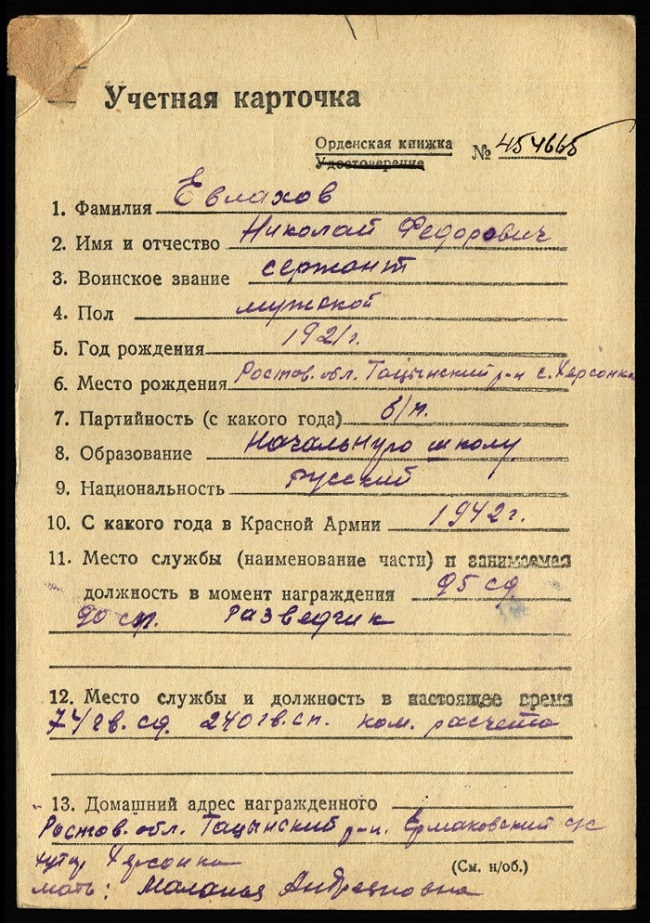 Учетная карточка
Орденская книжка
Удостоверение № 454665
1. Фамилия Евлахов
2. Имя и отчество Николай Федорович
3. Воинское звание сержант
4. Пол мужской
5. Год рождения 1921г.
6. Место рождения Ростов. обл. Тацынский р-н с. Херсонка
7. Партийность (с какого года) б/п.
8. Образование Начальную школу
9. Национальность русский
10. С какого года в Красной Армии 1942г.
11. Место службы (наименование части) и занимаемая
должность в момент награждения 95 сд
90 сп. Разведчик
12. Место службы и должность в настоящее время
74 гв. сд. 240 гв. сп. ком. расчета
13. Домашний адрес награжденного
Ростов. обл. Тацынский р-н. Ермаковский с/с
хутор Херсонка
(См. н/об.)
мать: Маланья Андреяновна